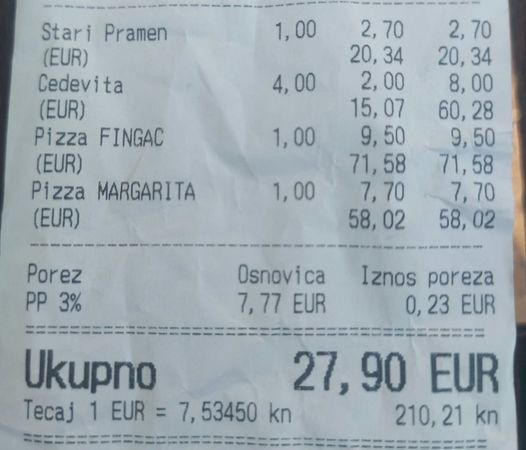 Stari Pramen 1,00 2,70 2,70
(EUR) 20,34 20,34
Cedevita 4,00 2,00 8,00
(EUR) 15,07 60,28
Pizza FINGAC 1,00 9,50 9,50
(EUR) 71,58 71,58
Pizza MARGARITA 1,00 7,70 7,70
(EUR) 58,02 58,02
Porez Osnovica Iznos poreza
PP 3% 7,77 EUR 0,23 EUR
Ukupno 27,90 EUR
Tecaj 1 EUR = 7,53450 kn 210,21 kn